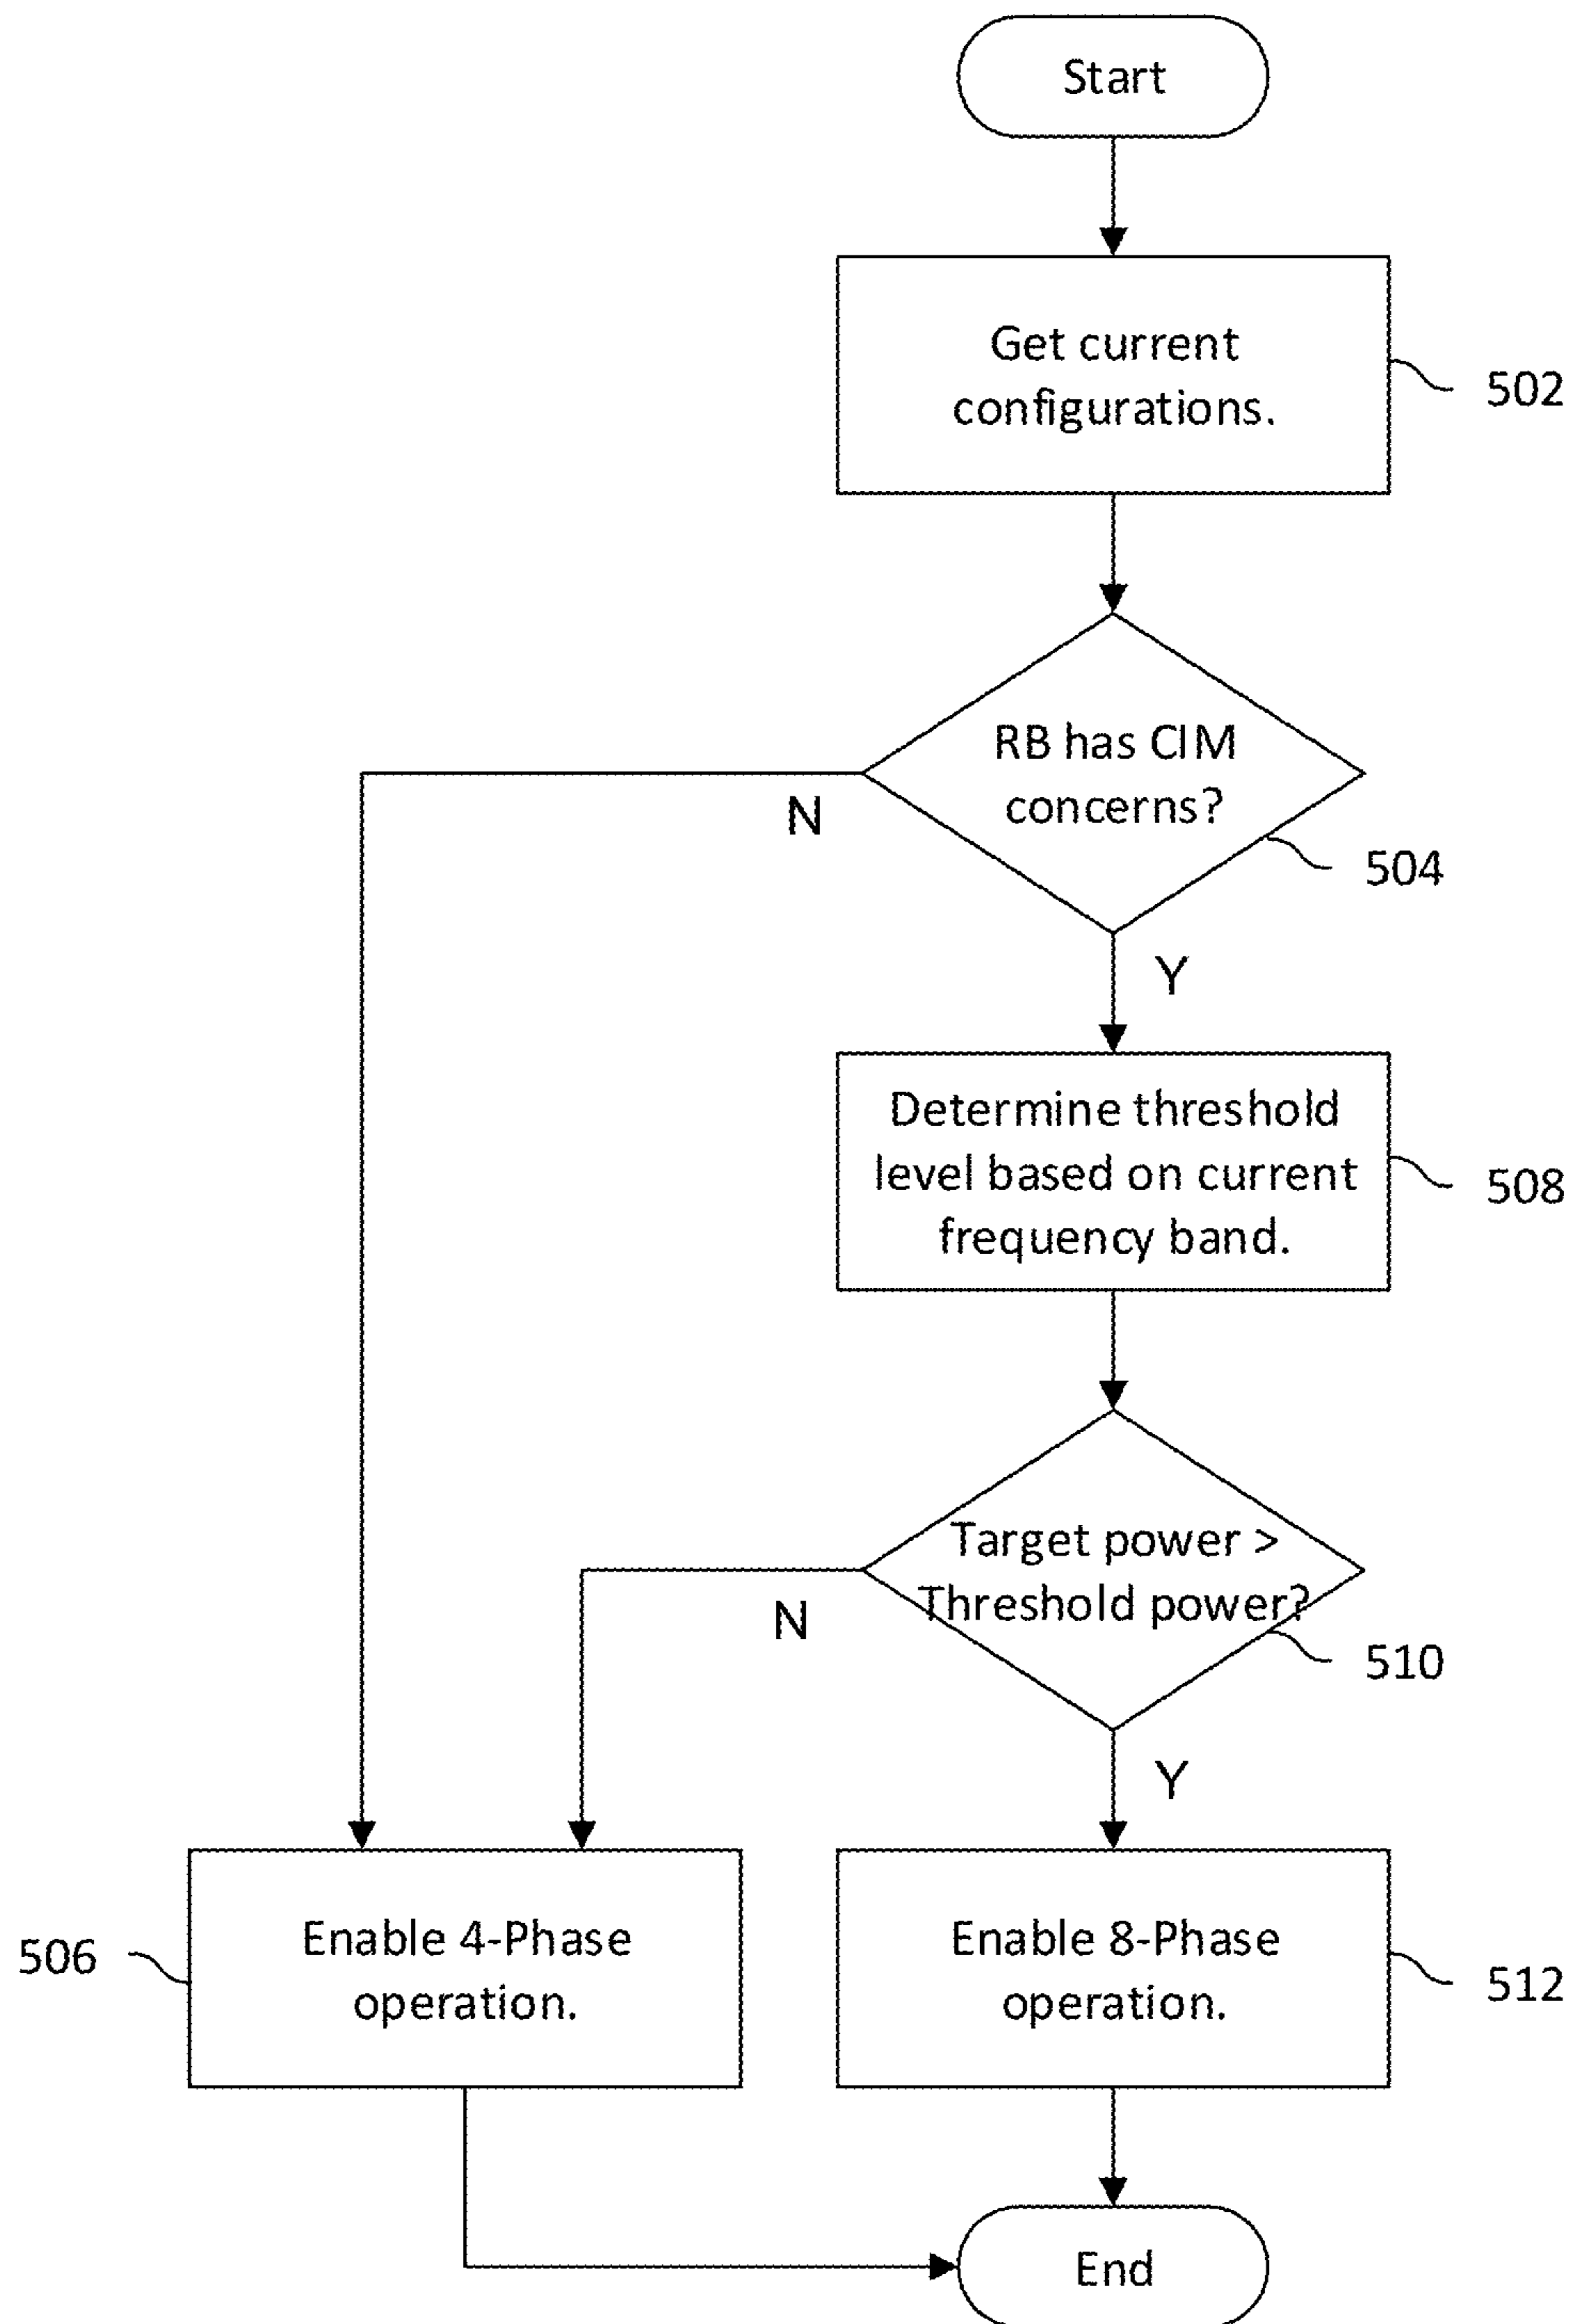 Start
Get current
configurations.
502
RB has CIM
concerns?
504
N
Y
Determine threshold
level based on current
frequency band.
508
Target power >
Threshold power?
510
N
Y
506
Enable 4-Phase
operation.
Enable 8-Phase
operation.
512
End